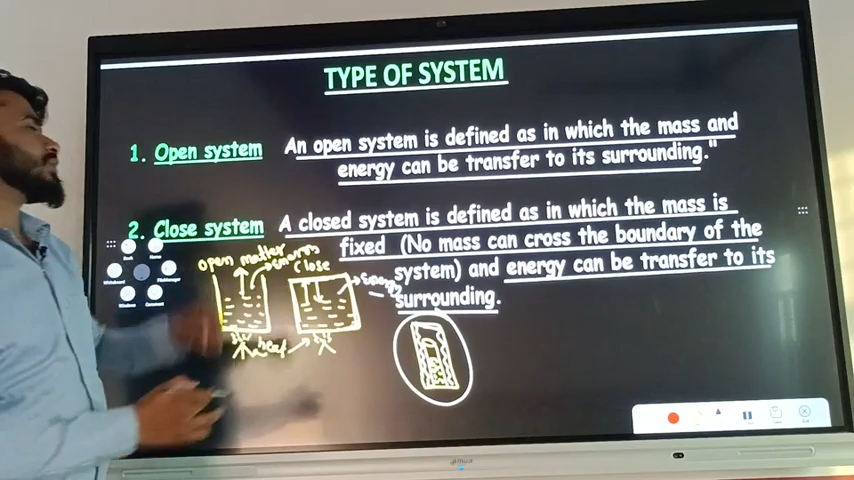 TYPE OF SYSTEM
1. Open system An open system is defined as in which the mass and
energy can be transfer to its surrounding."
2. Close system A closed system is defined as in which the mass is
fixed (No mass can cross the boundary of the
system) and energy can be transfer to its
surrounding.
open matter
close
heat
Back
Home